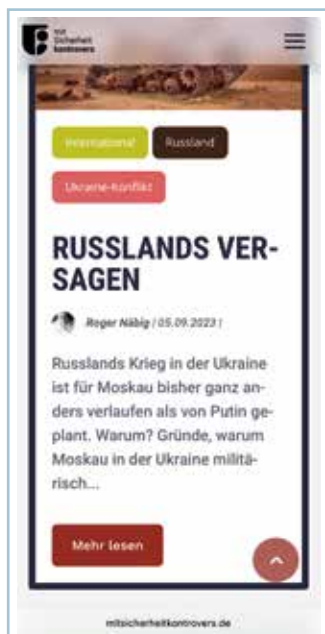 mit
Sicherheit
kontrovers
International
Russland
Ukraine-Konflikt
RUSSLANDS VER-
SAGEN
Roger Näbig | 05.09.2023 |
Russlands Krieg in der Ukraine
ist für Moskau bisher ganz an-
ders verlaufen als von Putin ge-
plant. Warum? Gründe, warum
Moskau in der Ukraine militä-
risch...
Mehr lesen
mitsicherheitkontrovers.de